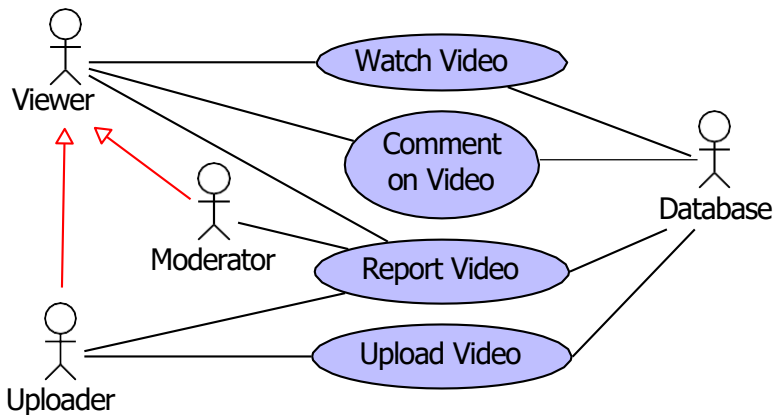 Watch Video
Viewer
Comment
on Video
Database
Moderator
Report Video
Upload Video
Uploader